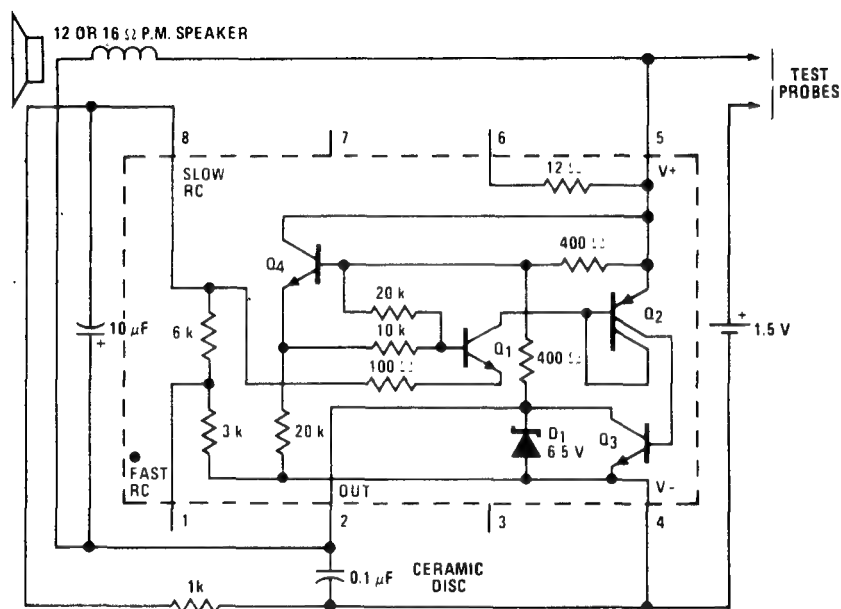 12 OR 16 Ω P.M. SPEAKER
TEST
PROBES
8
7
6
5
SLOW
RC
12 Ω
V+
400 Ω
Q4
20 k
Q2
10 µF
+
6 k
10 k
Q1
100 Ω
400 Ω
+
1.5 V
3 k
20 k
D1
6.5 V
Q3
FAST
RC
OUT
V-
1
2
3
4
0.1 µF
CERAMIC
DISC
1k